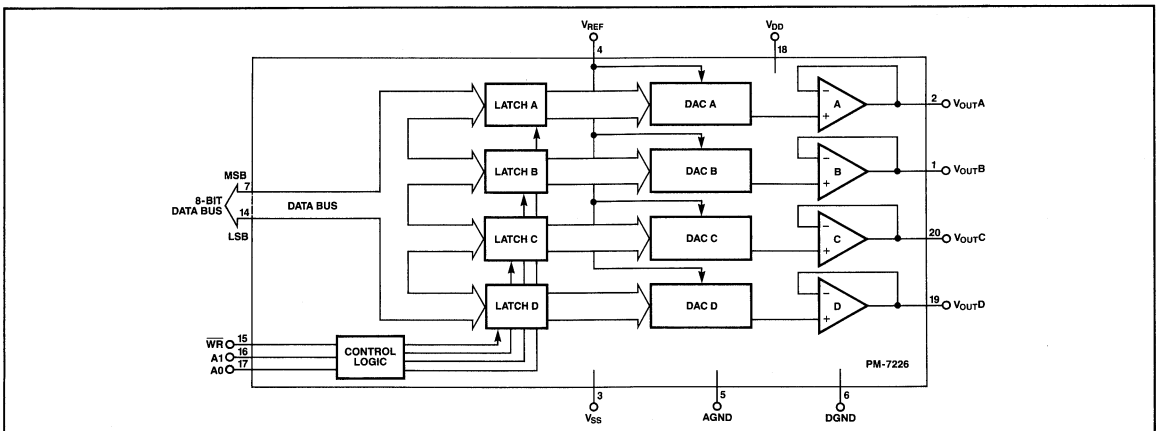 VREF
4
VDD
18
LATCH A
DAC A
-
+
A
2
VOUTA
LATCH B
DAC B
-
+
B
1
VOUTB
MSB
7
8-BIT
DATA BUS
14
LSB
DATA BUS
LATCH C
DAC C
-
+
C
20
VOUTC
LATCH D
DAC D
-
+
D
19
VOUTD
WR
15
A1
16
A0
17
CONTROL
LOGIC
PM-7226
3
VSS
5
AGND
6
DGND